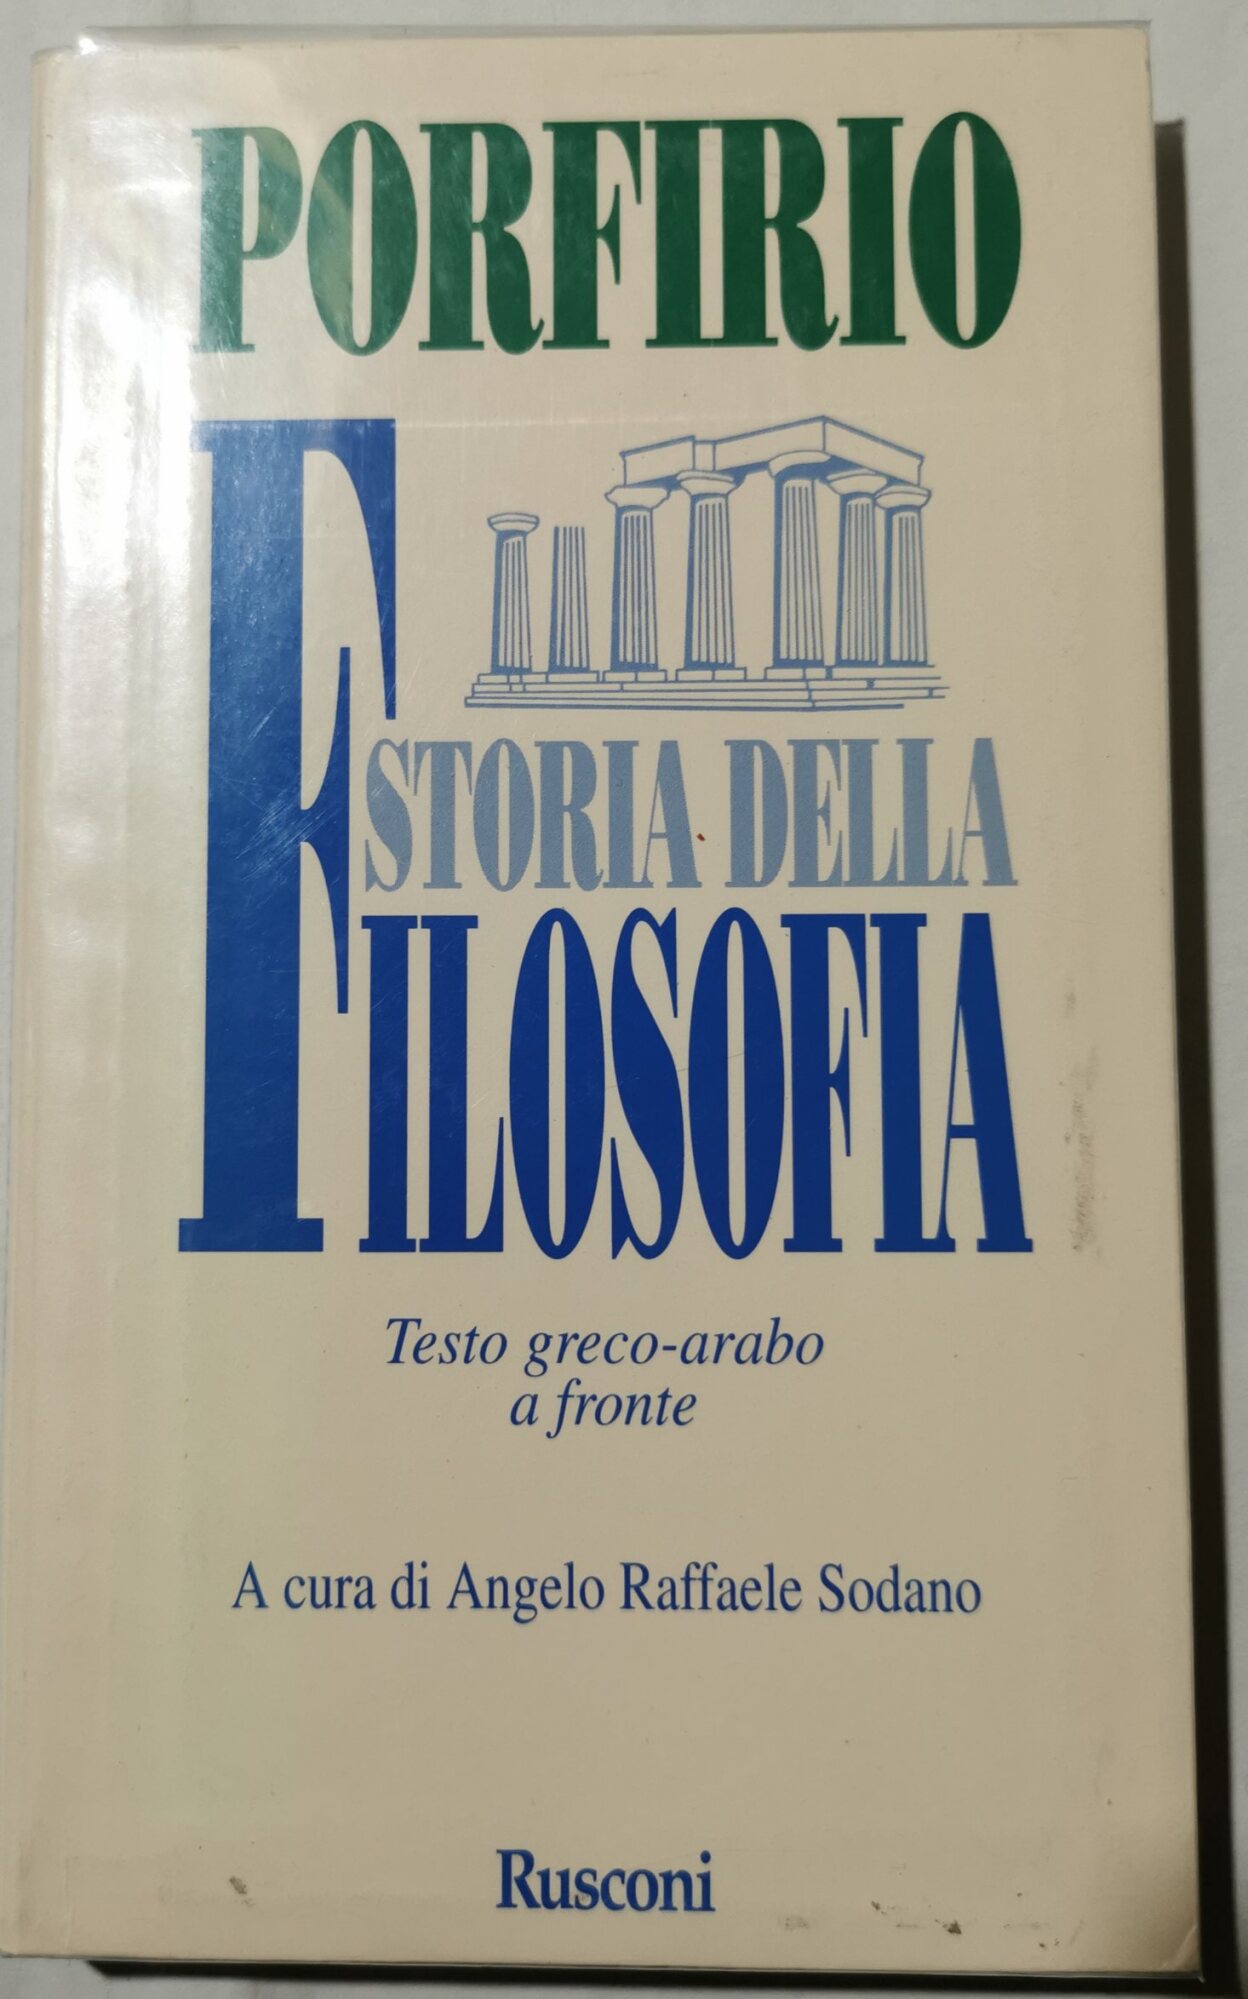 PORFIRIO
STORIA DELLA
FILOSOFIA
Testo greco-arabo
a fronte
A cura di Angelo Raffaele Sodano
Rusconi